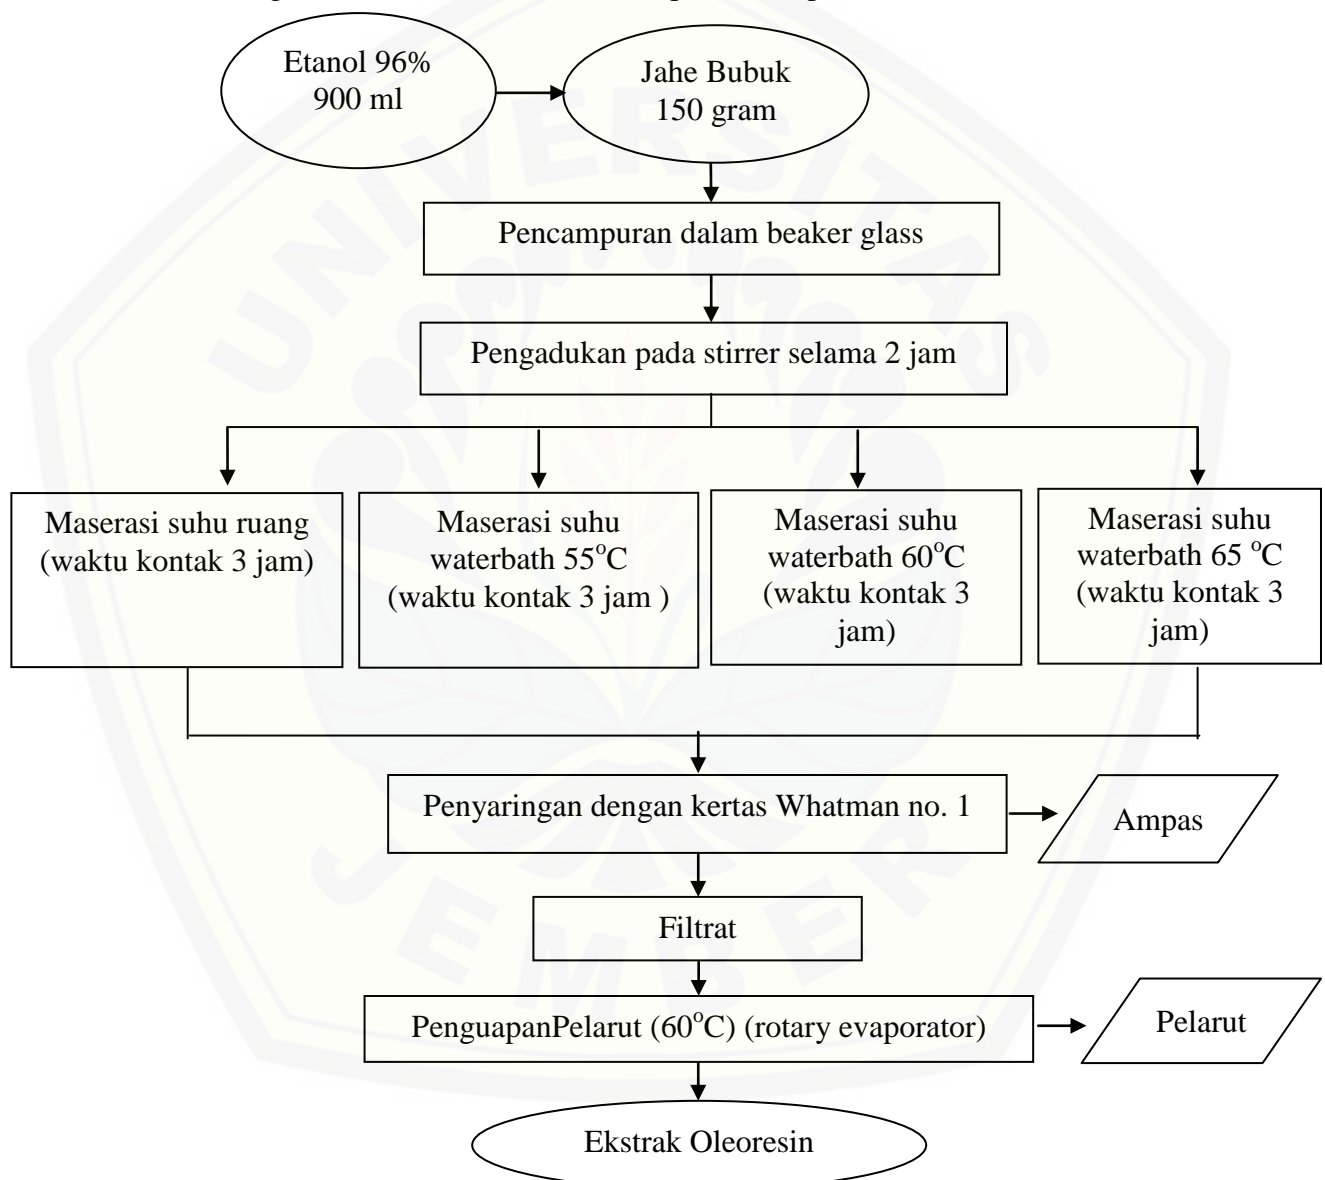 Etanol 96%
900 ml
Jahe Bubuk
150 gram
Pencampuran dalam beaker glass
Pengadukan pada stirrer selama 2 jam
Maserasi suhu ruang
(waktu kontak 3 jam)
Maserasi suhu
waterbath 55°C
(waktu kontak 3 jam )
Maserasi suhu
waterbath 60°C
(waktu kontak 3
jam)
Maserasi suhu
waterbath 65 °C
(waktu kontak 3
jam)
Penyaringan dengan kertas Whatman no. 1
Ampas
Filtrat
PenguapanPelarut (60°C) (rotary evaporator)
Pelarut
Ekstrak Oleoresin
UNIVERSITAS
JEMBER